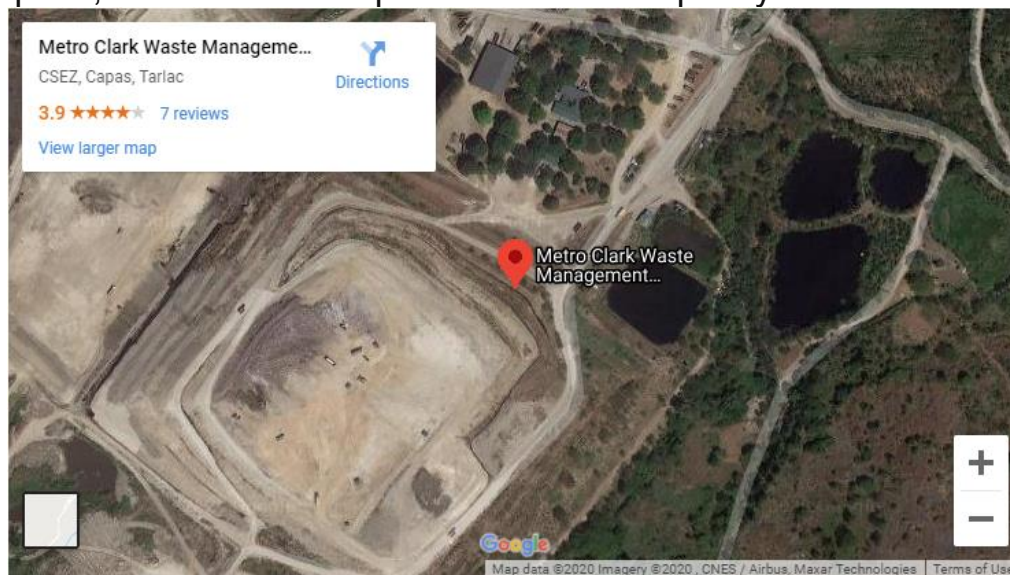 Metro Clark Waste Manageme...
CSEZ, Capas, Tarlac
3.9 ★★★★★ 7 reviews
View larger map
Directions
Metro Clark Waste
Management...
Google
Map data ©2020 Imagery ©2020 , CNES / Airbus, Maxar Technologies
Terms of Use